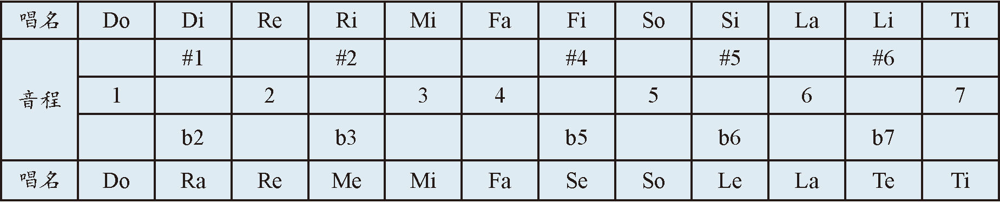 唱名 Do Di Re Ri Mi Fa Fi So Si La Li Ti
#1 #2 #4 #5 #6
音程 1 2 3 4 5 6 7
b2 b3 b5 b6 b7
唱名 Do Ra Re Me Mi Fa Se So Le La Te Ti